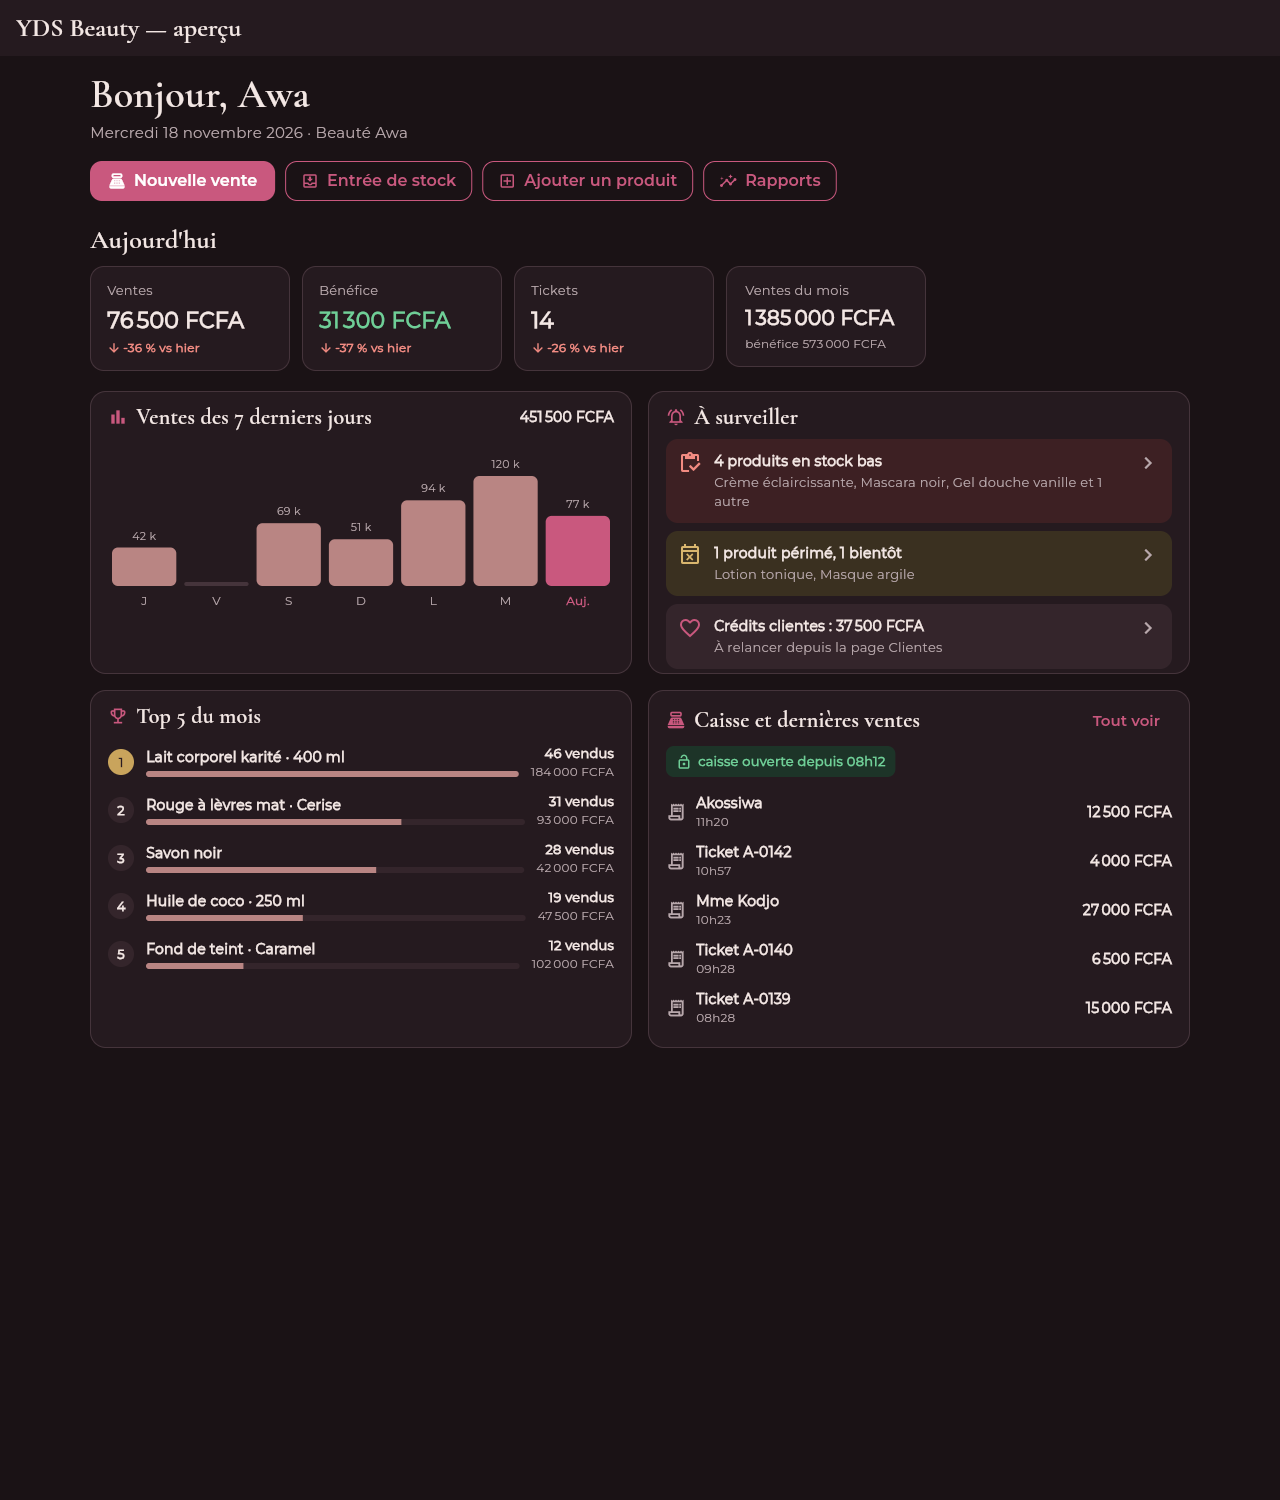 YDS Beauty — aperçu
Bonjour, Awa
Mercredi 18 novembre 2026 · Beauté Awa
Nouvelle vente
Entrée de stock
Ajouter un produit
Rapports
Aujourd'hui
Ventes
76 500 FCFA
↓ -36 % vs hier
Bénéfice
31 300 FCFA
↓ -37 % vs hier
Tickets
14
↓ -26 % vs hier
Ventes du mois
1 385 000 FCFA
bénéfice 573 000 FCFA
Ventes des 7 derniers jours
451 500 FCFA
42 k
69 k
51 k
94 k
120 k
77 k
J
V
S
D
L
M
Auj.
À surveiller
4 produits en stock bas
Crème éclaircissante, Mascara noir, Gel douche vanille et 1
autre
1 produit périmé, 1 bientôt
Lotion tonique, Masque argile
Crédits clientes : 37 500 FCFA
À relancer depuis la page Clientes
Top 5 du mois
1
Lait corporel karité · 400 ml
46 vendus
184 000 FCFA
2
Rouge à lèvres mat · Cerise
31 vendus
93 000 FCFA
3
Savon noir
28 vendus
42 000 FCFA
4
Huile de coco · 250 ml
19 vendus
47 500 FCFA
5
Fond de teint · Caramel
12 vendus
102 000 FCFA
Caisse et dernières ventes
Tout voir
caisse ouverte depuis 08h12
Akossiwa
11h20
12 500 FCFA
Ticket A-0142
10h57
4 000 FCFA
Mme Kodjo
10h23
27 000 FCFA
Ticket A-0140
09h28
6 500 FCFA
Ticket A-0139
08h28
15 000 FCFA